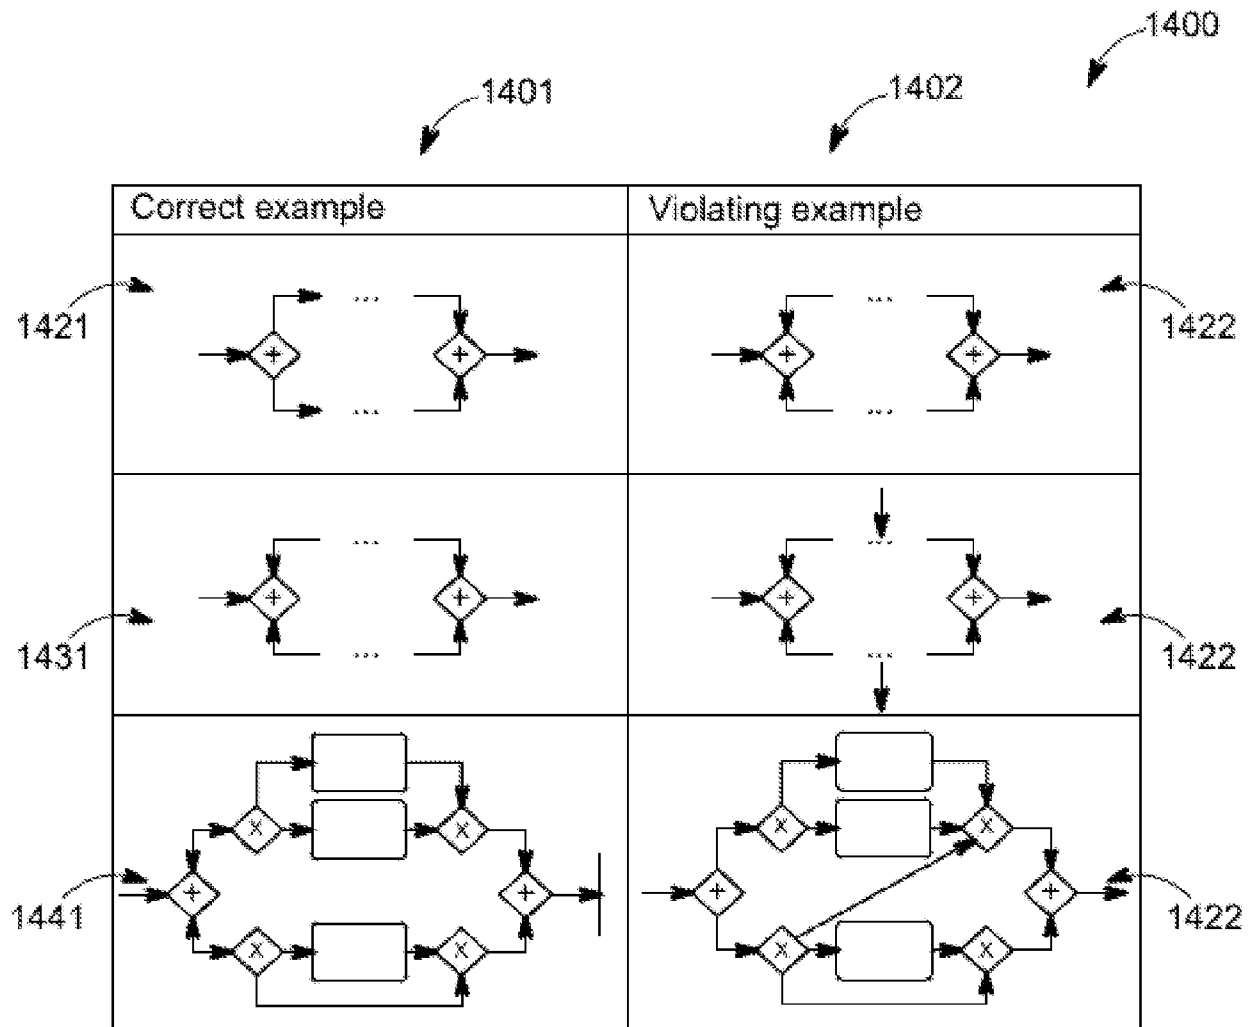 1400
1401
1402
Correct example
Violating example
1421
+
...
...
+
+
...
...
+
1422
1431
+
...
...
+
+
...
...
+
1422
1441
+
X
X
X
X
+
+
X
X
X
X
+
1422